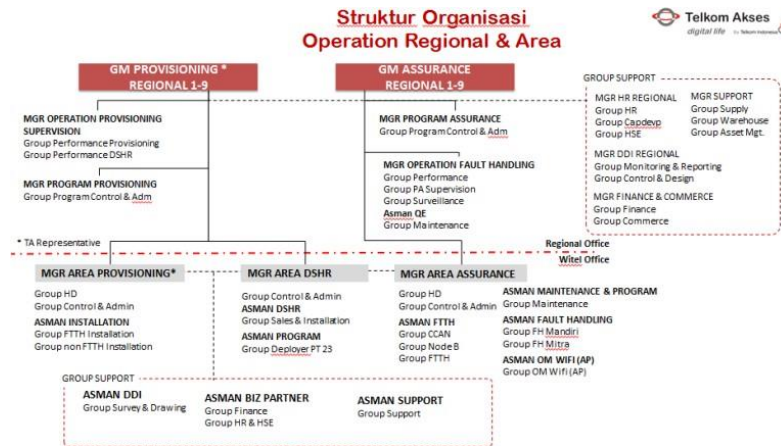 Struktur Organisasi
Operation Regional & Area
Telkom Akses
digital life by Telkom Indonesia
GM PROVISIONING *
REGIONAL 1-9
GM ASSURANCE
REGIONAL 1-9
GROUP SUPPORT
MGR HR REGIONAL
Group HR
Group Capdevp
Group HSE
MGR SUPPORT
Group Supply
Group Warehouse
Group Asset Mgt.
MGR DDI REGIONAL
Group Monitoring & Reporting
Group Control & Design
MGR FINANCE & COMMERCE
Group Finance
Group Commerce
MGR OPERATION PROVISIONING
SUPERVISION
Group Performance Provisioning
Group Performance DSHR
MGR PROGRAM PROVISIONING
Group Program Control & Adm
MGR PROGRAM ASSURANCE
Group Program Control & Adm
MGR OPERATION FAULT HANDLING
Group Performance
Group PA Supervision
Group Surveillance
Asman QE
Group Maintenance
* TA Representative
Regional Office
Witel Office
MGR AREA PROVISIONING*
Group HD
Group Control & Admin
ASMAN INSTALLATION
Group FTTH Installation
Group non FTTH Installation
MGR AREA DSHR
Group Control & Admin
ASMAN DSHR
Group Sales & Installation
ASMAN PROGRAM
Group Deployer PT 23
MGR AREA ASSURANCE
Group HD
Group Control & Admin
ASMAN FTTH
Group CCAN
Group Node B
Group FTTH
ASMAN MAINTENANCE & PROGRAM
Group Maintenance
ASMAN FAULT HANDLING
Group FH Mandiri
Group FH Mitra
ASMAN OM WIFI (AP)
Group OM Wifi (AP)
GROUP SUPPORT
ASMAN DDI
Group Survey & Drawing
ASMAN BIZ PARTNER
Group Finance
Group HR & HSE
ASMAN SUPPORT
Group Support